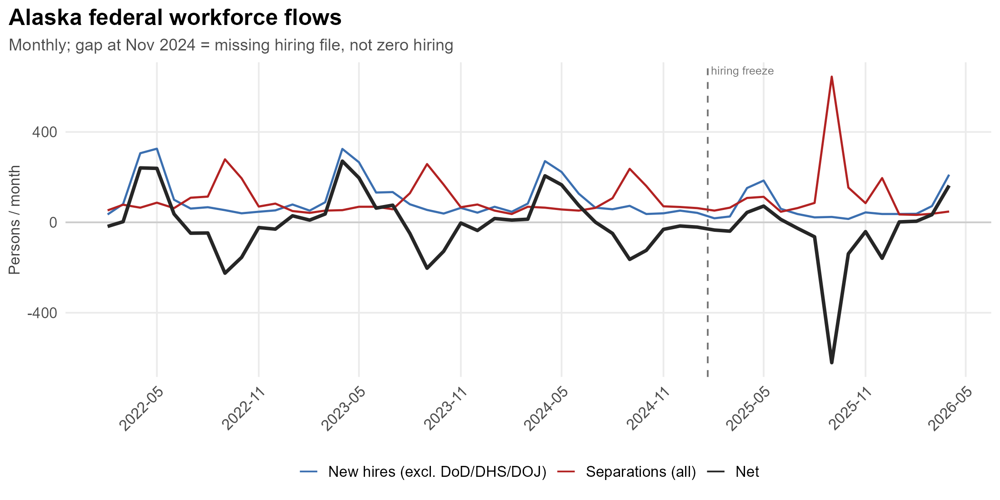 Alaska federal workforce flows
Monthly; gap at Nov 2024 = missing hiring file, not zero hiring
hiring freeze
Persons / month
400
0
-400
2022-05
2022-11
2023-05
2023-11
2024-05
2024-11
2025-05
2025-11
2026-05
New hires (excl. DoD/DHS/DOJ)
Separations (all)
Net